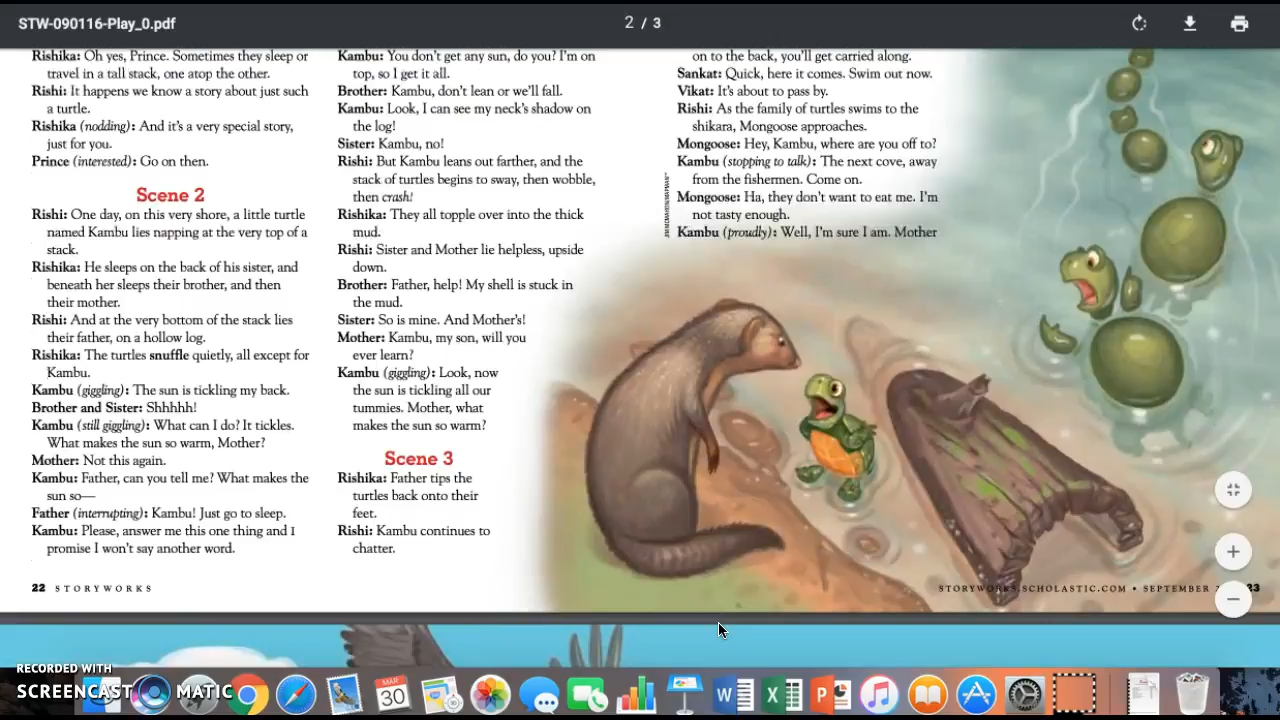 STW-090116-Play_0.pdf
2 / 3
Rishika: Oh yes, Prince. Sometimes they sleep or
travel in a tall stack, one atop the other.
Rishi: It happens we know a story about just such
a turtle.
Rishika (nodding): And it's a very special story,
just for you.
Prince (interested): Go on then.
Scene 2
Rishi: One day, on this very shore, a little turtle
named Kambu lies napping at the very top of a
stack.
Rishika: He sleeps on the back of his sister, and
beneath her sleeps their brother, and then
their mother.
Rishi: And at the very bottom of the stack lies
their father, on a hollow log.
Rishika: The turtles snuffle quietly, all except for
Kambu.
Kambu (giggling): The sun is tickling my back.
Brother and Sister: Shhhhh!
Kambu (still giggling): What can I do? It tickles.
What makes the sun so warm, Mother?
Mother: Not this again.
Kambu: Father, can you tell me? What makes the
sun so—
Father (interrupting): Kambu! Just go to sleep.
Kambu: Please, answer me this one thing and I
promise I won't say another word.
22 STORYWORKS
Kambu: You don't get any sun, do you? I'm on
top, so I get it all.
Brother: Kambu, don't lean or we'll fall.
Kambu: Look, I can see my neck's shadow on
the log!
Sister: Kambu, no!
Rishi: But Kambu leans out farther, and the
stack of turtles begins to sway, then wobble,
then crash!
Rishika: They all topple over into the thick
mud.
Rishi: Sister and Mother lie helpless, upside
down.
Brother: Father, help! My shell is stuck in
the mud.
Sister: So is mine. And Mother's!
Mother: Kambu, my son, will you
ever learn?
Kambu (giggling): Look, now
the sun is tickling all our
tummies. Mother, what
makes the sun so warm?
Scene 3
Rishika: Father tips the
turtles back onto their
feet.
Rishi: Kambu continues to
chatter.
on to the back, you'll get carried along.
Sankat: Quick, here it comes. Swim out now.
Vikat: It's about to pass by.
Rishi: As the family of turtles swims to the
shikara, Mongoose approaches.
Mongoose: Hey, Kambu, where are you off to?
Kambu (stopping to talk): The next cove, away
from the fishermen. Come on.
Mongoose: Ha, they don't want to eat me. I'm
not tasty enough.
Kambu (proudly): Well, I'm sure I am. Mother
STORYWORKS.SCHOLASTIC.COM • SEPTEMBER
RECORDED WITH
SCREENCAST MATIC
MAR
30